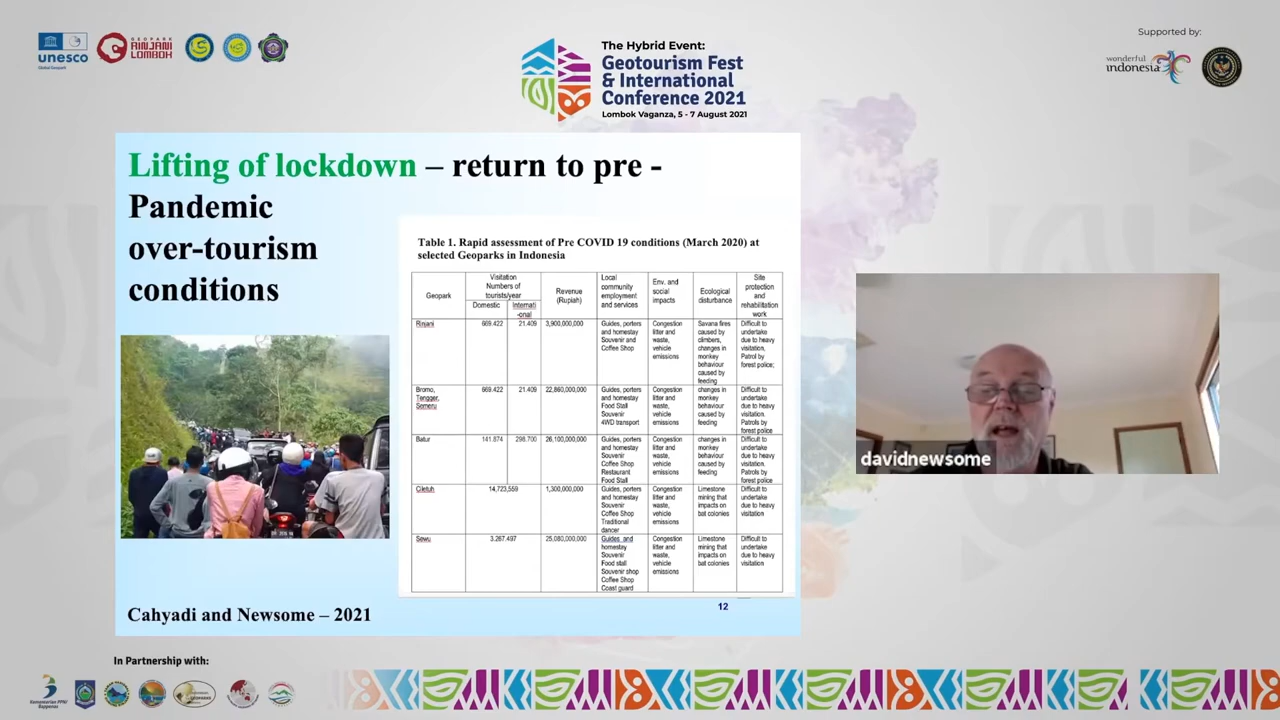 Supported by:
unesco
Global Geopark
GEOPARK
RINJANI
LOMBOK
The Hybrid Event:
Geotourism Fest
& International
Conference 2021
Lombok Vaganza, 5 - 7 August 2021
wonderful
indonesia
Lifting of lockdown – return to pre -
Pandemic
over-tourism
conditions
Table 1. Rapid assessment of Pre COVID 19 conditions (March 2020) at
selected Geoparks in Indonesia
Geopark
Visitation
Numbers of
tourists/year
Domestic
Internati
-onal
Revenue
(Rupiah)
Local
community
employment
and services
Env. and
social
impacts
Ecological
disturbance
Site
protection
and
rehabilitation
work
Rinjani
669.422
21.409
3,900,000,000
Guides, porters
and homestay
Souvenir and
Coffee Shop
Congestion
litter and
waste,
vehicle
emissions
Savana fires
caused by
climbers,
changes in
monkey
behaviour
caused by
feeding
Difficult to
undertake
due to heavy
visitation.
Patrol by
forest police;
Bromo,
Tengger,
Semeru
669.422
21.409
22,860,000,000
Guides, porters
and homestay
Food Stall
Souvenir
4WD transport
Congestion
litter and
waste,
vehicle
emissions
changes in
monkey
behaviour
caused by
feeding
Difficult to
undertake
due to heavy
visitation.
Patrols by
forest police
Batur
141.874
298.700
26,100,000,000
Guides, porters
and homestay
Souvenir
Coffee Shop
Restaurant
Food Stall
Congestion
litter and
waste,
vehicle
emissions
changes in
monkey
behaviour
caused by
feeding
Difficult to
undertake
due to heavy
visitation.
Patrols by
forest police
Ciletuh
14,723,559
1,300,000,000
Guides, porters
and homestay
Souvenir
Coffee Shop
Traditional
dancer
Congestion
litter and
waste,
vehicle
emissions
Limestone
mining that
impacts on
bat colonies
Difficult to
undertake
due to heavy
visitation
Sewu
3.267.497
25,080,000,000
Guides and
homestay
Souvenir
Food stall
Souvenir shop
Coffee Shop
Coast guard
Congestion
litter and
waste,
vehicle
emissions
Limestone
mining that
impacts on
bat colonies
Difficult to
undertake
due to heavy
visitation
12
Cahyadi and Newsome – 2021
davidnewsome
In Partnership with:
Kementerian PPN/
Bappenas